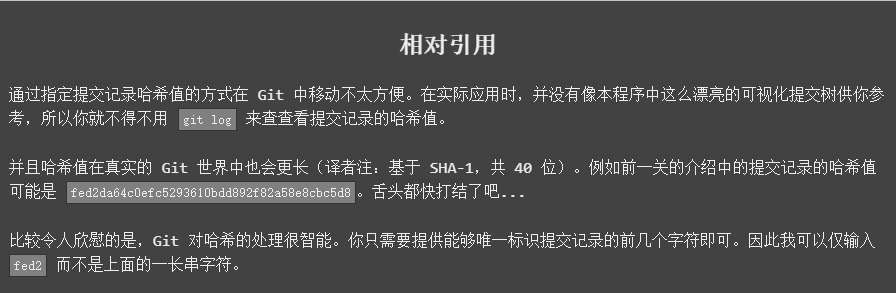 相对引用
通过指定提交记录哈希值的方式在 Git 中移动不太方便。在实际应用时，并没有像本程序中这么漂亮的可视化提交树供你参
考，所以你就不得不用 git log 来查查看提交记录的哈希值。
并且哈希值在真实的 Git 世界中也会更长（译者注：基于 SHA-1，共 40 位）。例如前一关的介绍中的提交记录的哈希值
可能是 fed2da64c0efc5293610bdd892f82a58e8cbc5d8。舌头都快打结了吧...
比较令人欣慰的是，Git 对哈希的处理很智能。你只需要提供能够唯一标识提交记录的前几个字符即可。因此我可以仅输入
fed2 而不是上面的一长串字符。